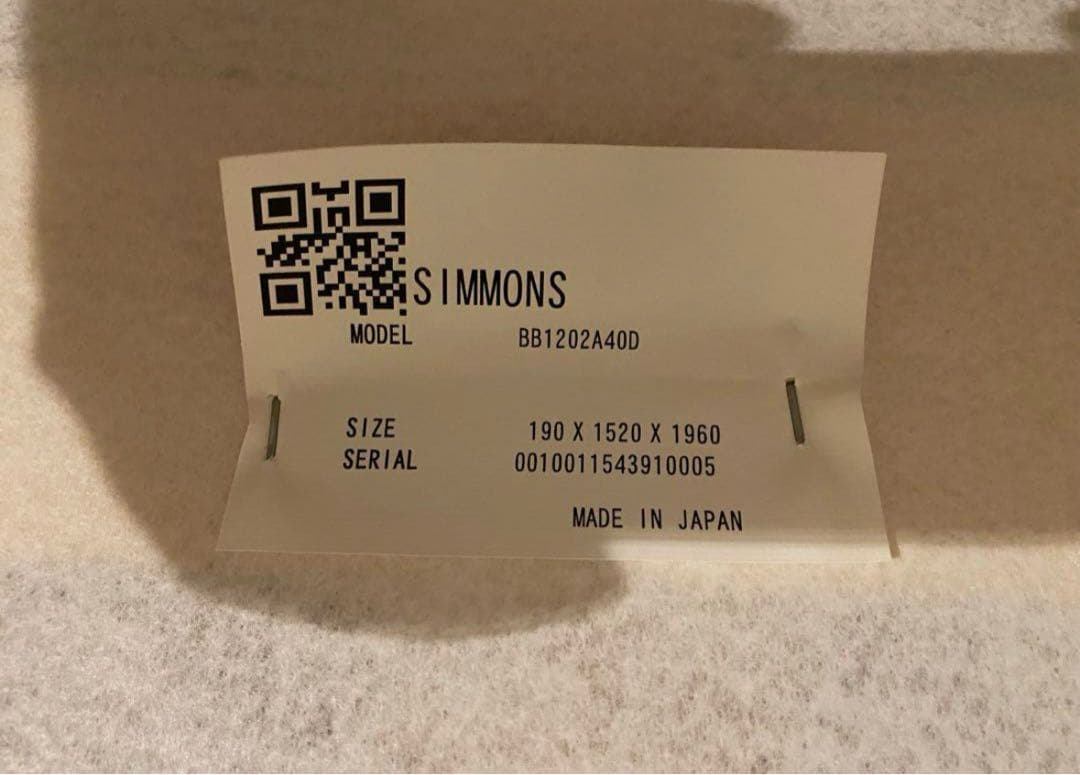 SIMMONS
MODEL BB1202A40D
SIZE 190 X 1520 X 1960
SERIAL 0010011543910005
MADE IN JAPAN